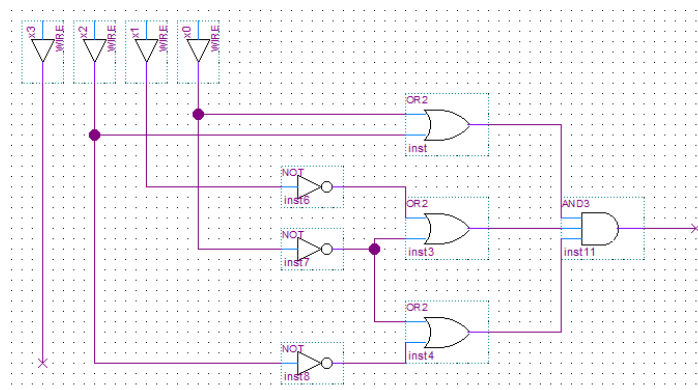 x3
WIRE
x2
WIRE
x1
WIRE
x0
WIRE
OR2
inst
NOT
inst6
OR2
inst3
AND3
inst11
NOT
inst7
OR2
inst4
NOT
inst8